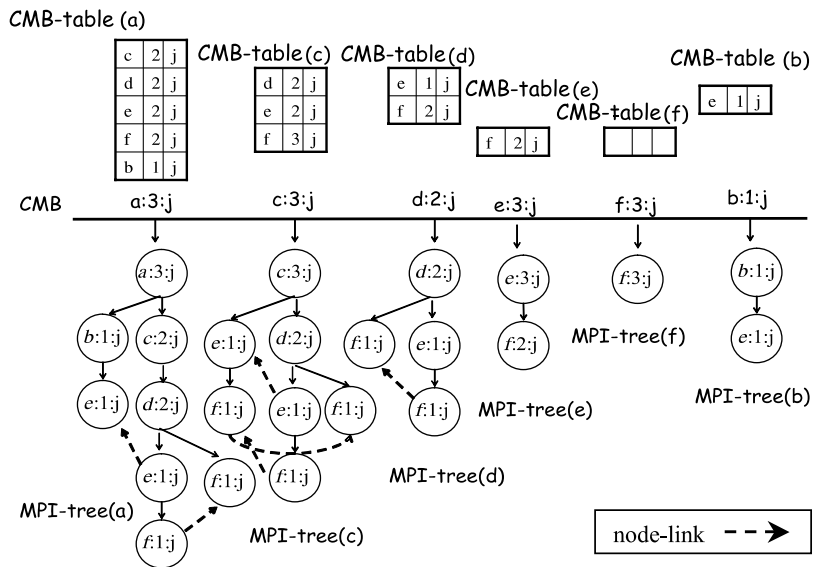 CMB-table (a)
c 2 j
d 2 j
e 2 j
f 2 j
b 1 j
CMB-table (c)
d 2 j
e 2 j
f 3 j
CMB-table (d)
e 1 j
f 2 j
CMB-table (e)
f 2 j
CMB-table (f)
CMB-table (b)
e 1 j
CMB a:3:j c:3:j d:2:j e:3:j f:3:j b:1:j
a:3:j c:3:j d:2:j e:3:j f:3:j b:1:j
b:1:j c:2:j e:1:j d:2:j f:1:j e:1:j f:2:j MPI-tree(f) e:1:j
e:1:j d:2:j f:1:j e:1:j f:1:j f:1:j MPI-tree(e) MPI-tree(b)
e:1:j f:1:j f:1:j MPI-tree(d)
MPI-tree(a) f:1:j MPI-tree(c)
node-link